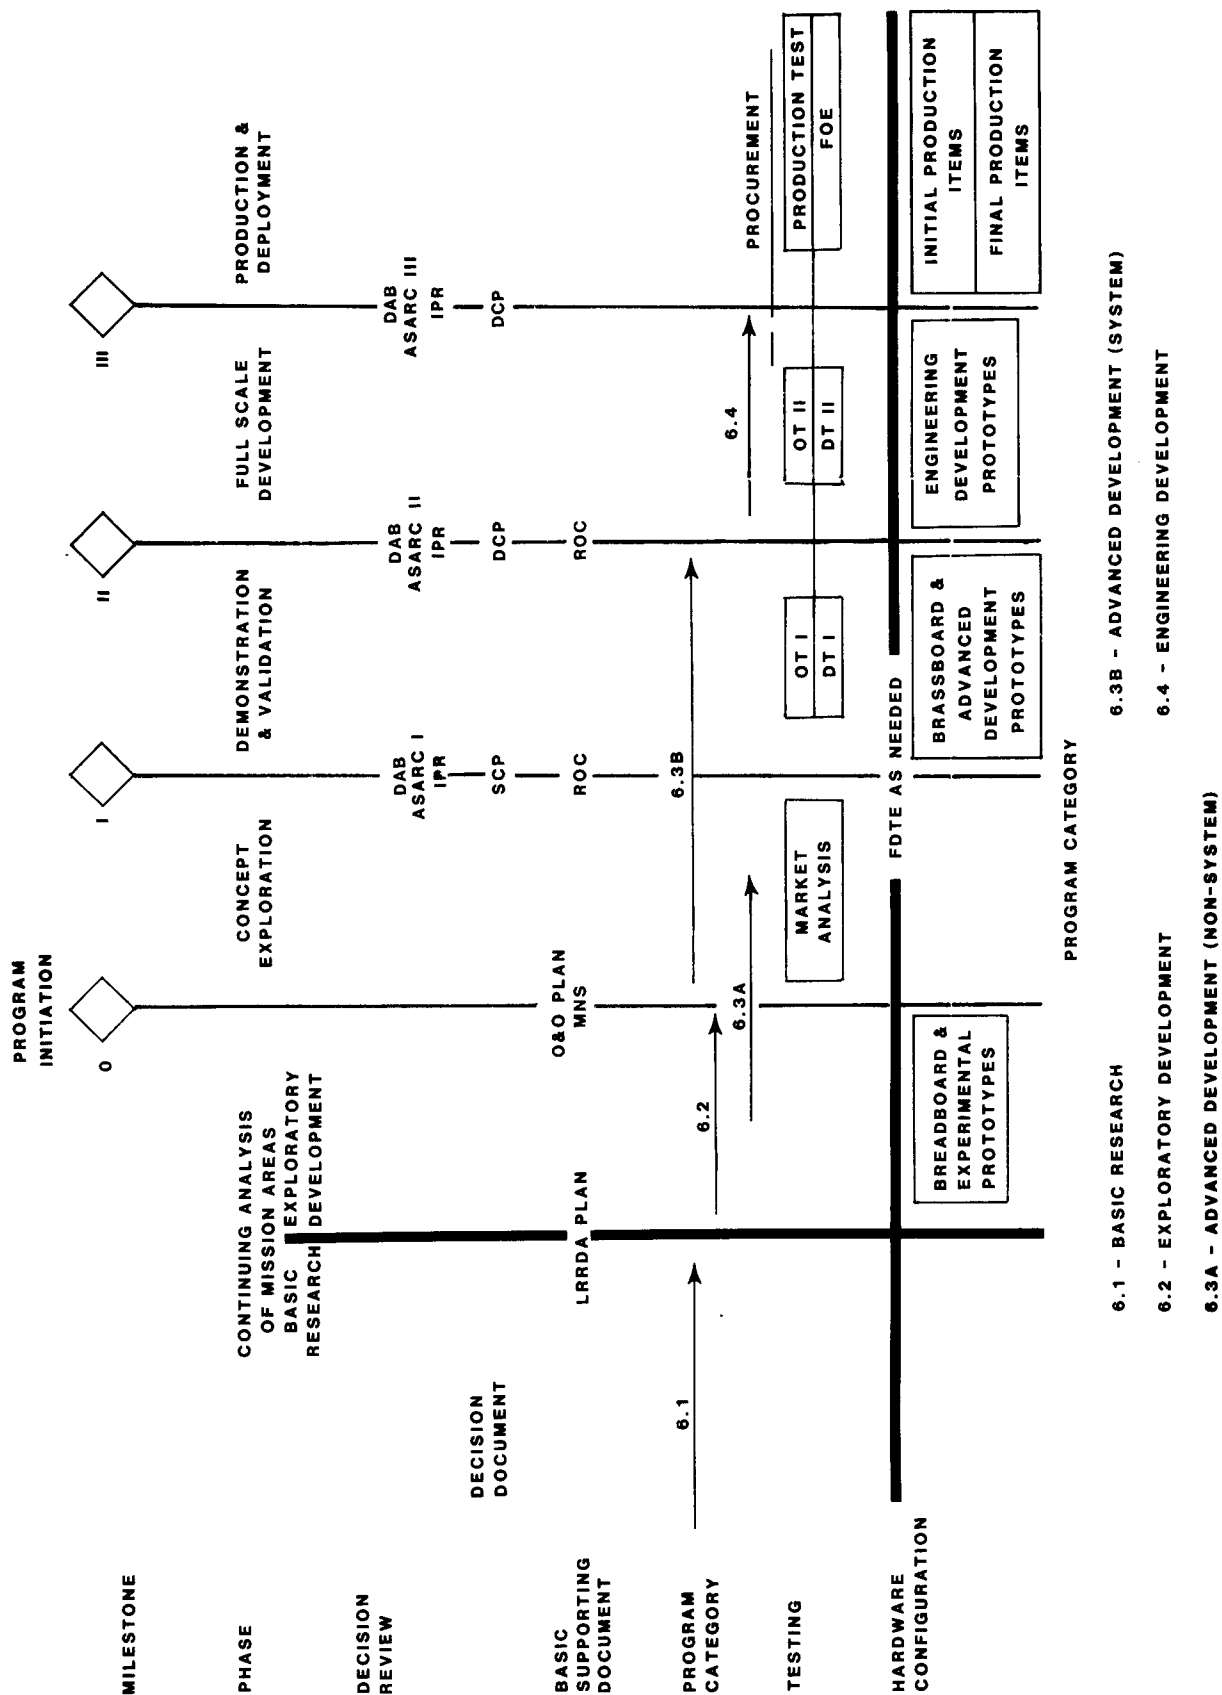 PROGRAM
INITIATION
MILESTONE
0
I
II
III
PHASE
CONTINUING ANALYSIS
OF MISSION AREAS
BASIC EXPLORATORY
RESEARCH DEVELOPMENT
CONCEPT
EXPLORATION
DEMONSTRATION
& VALIDATION
FULL SCALE
DEVELOPMENT
PRODUCTION &
DEPLOYMENT
DECISION
REVIEW
DAB
ASARC I
IPR
DAB
ASARC II
IPR
DAB
ASARC III
IPR
DECISION
DOCUMENT
SCP
DCP
DCP
BASIC
SUPPORTING
DOCUMENT
LRRDA PLAN
O&O PLAN
MNS
ROC
ROC
PROGRAM
CATEGORY
6.1
6.2
6.3A
6.3B
6.4
PROCUREMENT
TESTING
MARKET
ANALYSIS
OT I
DT I
OT II
DT II
PRODUCTION TEST
FOE
FDTE AS NEEDED
HARDWARE
CONFIGURATION
BREADBOARD &
EXPERIMENTAL
PROTOTYPES
BRASSBOARD &
ADVANCED
DEVELOPMENT
PROTOTYPES
ENGINEERING
DEVELOPMENT
PROTOTYPES
INITIAL PRODUCTION
ITEMS
FINAL PRODUCTION
ITEMS
PROGRAM CATEGORY
6.1 - BASIC RESEARCH
6.2 - EXPLORATORY DEVELOPMENT
6.3A - ADVANCED DEVELOPMENT (NON-SYSTEM)
6.3B - ADVANCED DEVELOPMENT (SYSTEM)
6.4 - ENGINEERING DEVELOPMENT